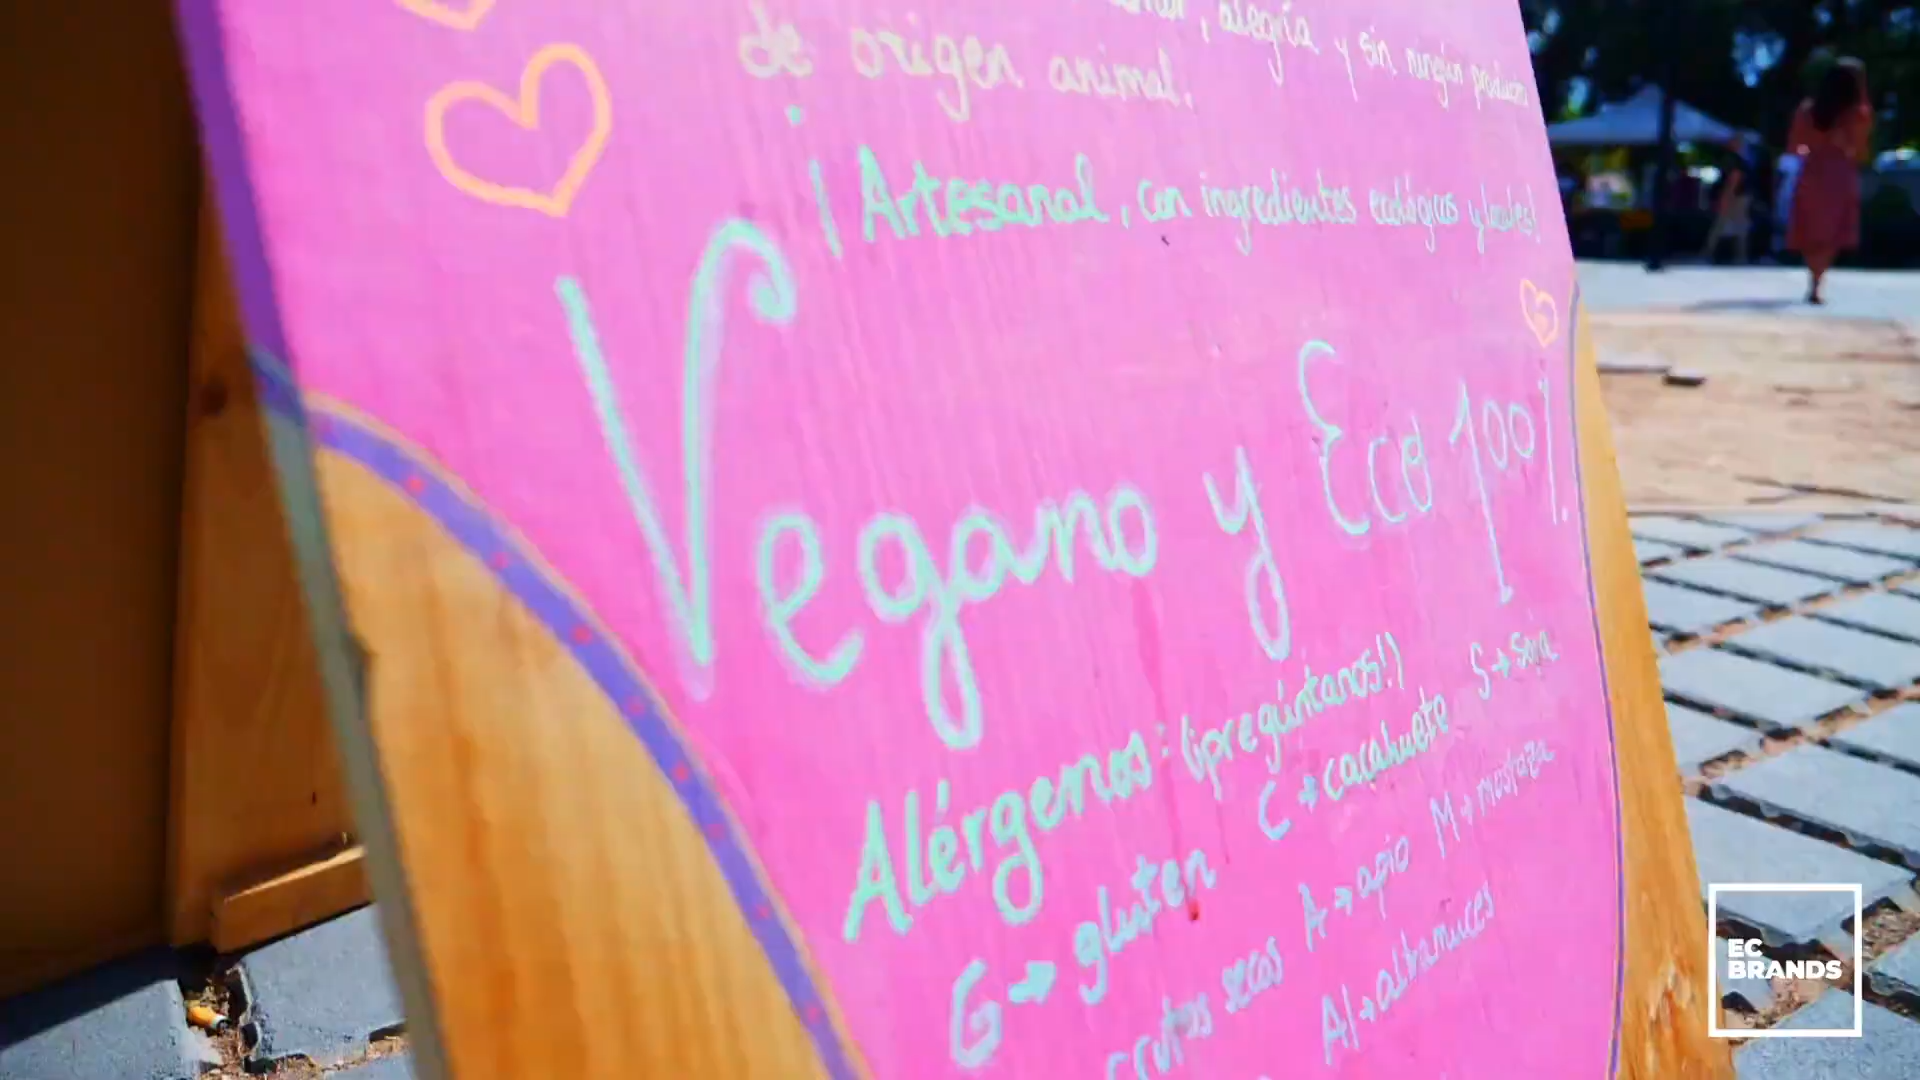 , alegría y sin ningún producto
de origen animal.
¡Artesanal, con ingredientes ecológicos y locales!
Vegano y Eco 100%
Alérgenos: (¡pregúntanos!)
G→gluten C→cacahuete S→soja
frutos secos A→apio M→mostaza
Al→altramuces
EC
BRANDS